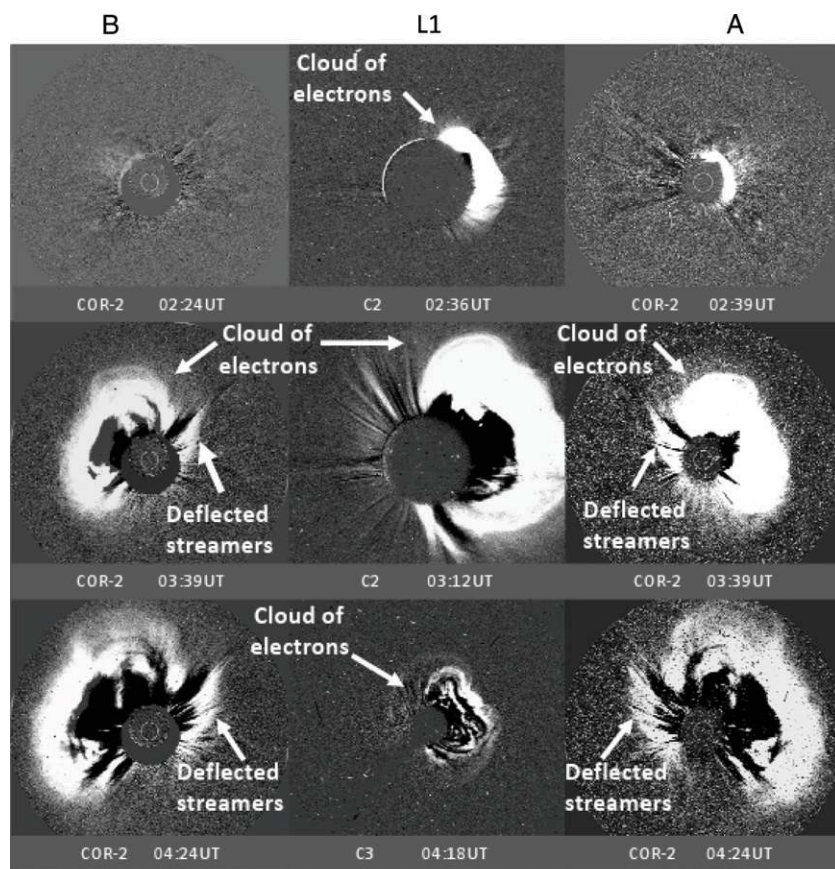 B L1 A
Cloud of
electrons
COR-2 02:24UT C2 02:36UT COR-2 02:39UT
Cloud of
electrons
Cloud of
electrons
Deflected
streamers
Deflected
streamers
COR-2 03:39UT C2 03:12UT COR-2 03:39UT
Cloud of
electrons
Deflected
streamers
Deflected
streamers
COR-2 04:24UT C3 04:18UT COR-2 04:24UT